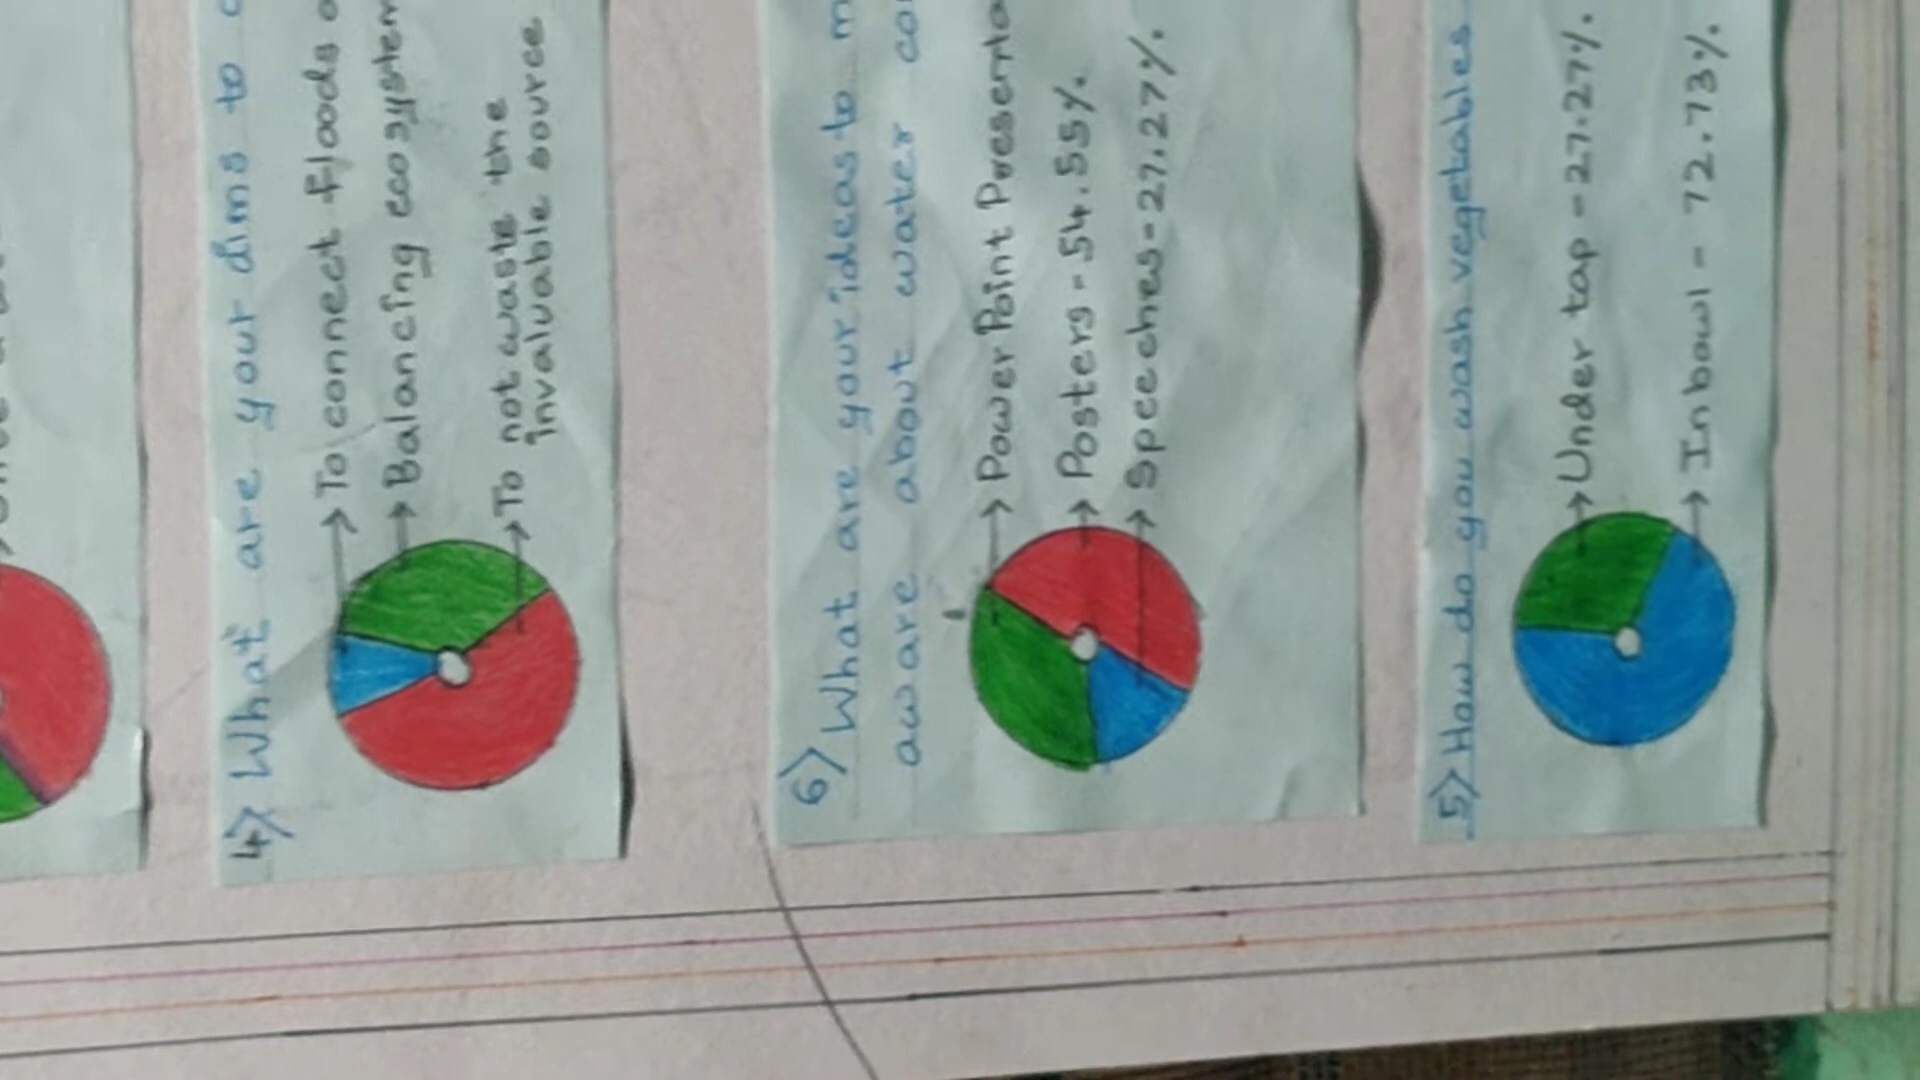 4) What are your aims to
→ To connect floods
→ Balancing ecosystem
→ To not waste the
invaluable source
6) What are your ideas to
aware about water
→ Power Point
→ Posters - 54.55%.
→ Speeches - 27.27%.
5) How do you wash vegetables
→ Under tap - 27.27%.
→ In bowl - 72.73%.